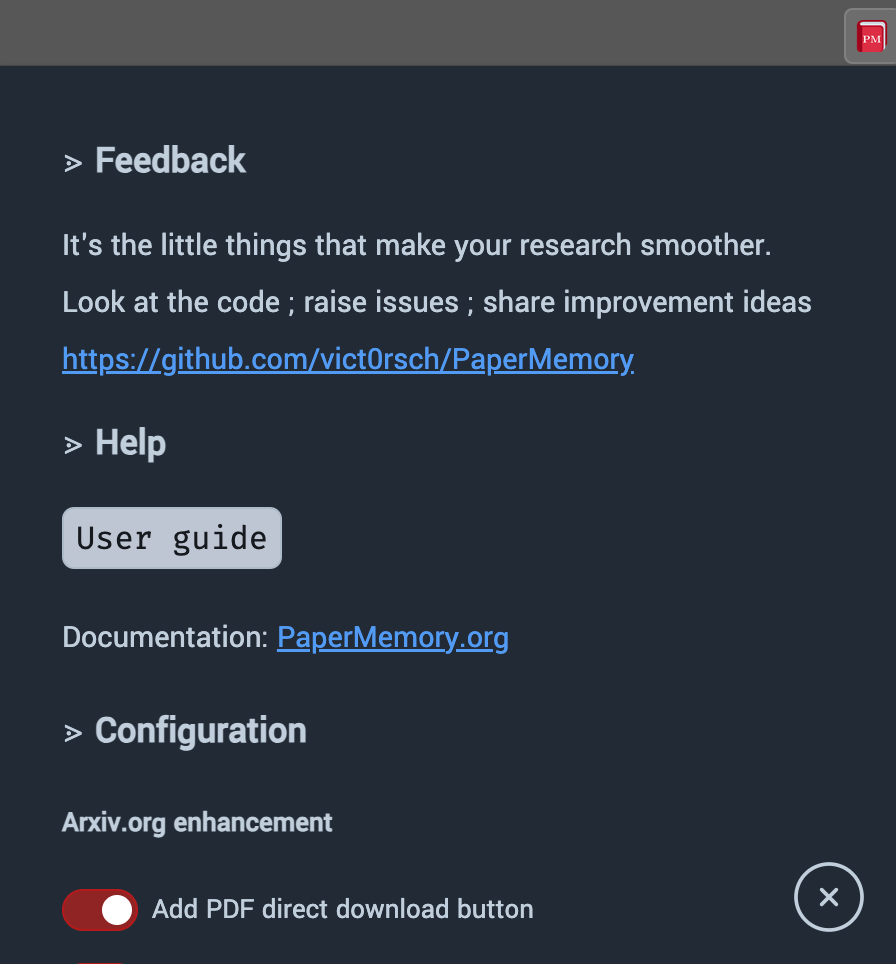 PM
Feedback
It's the little things that make your research smoother.
Look at the code ; raise issues ; share improvement ideas
https://github.com/vict0rsch/PaperMemory
Help
User guide
Documentation: PaperMemory.org
Configuration
Arxiv.org enhancement
Add PDF direct download button